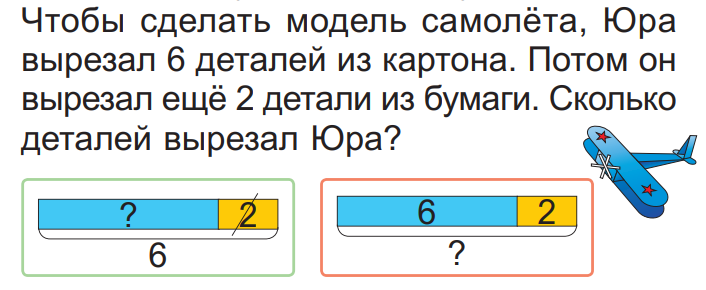 Чтобы сделать модель самолёта, Юра
вырезал 6 деталей из картона. Потом он
вырезал ещё 2 детали из бумаги. Сколько
деталей вырезал Юра?
? 2
6
6 2
?